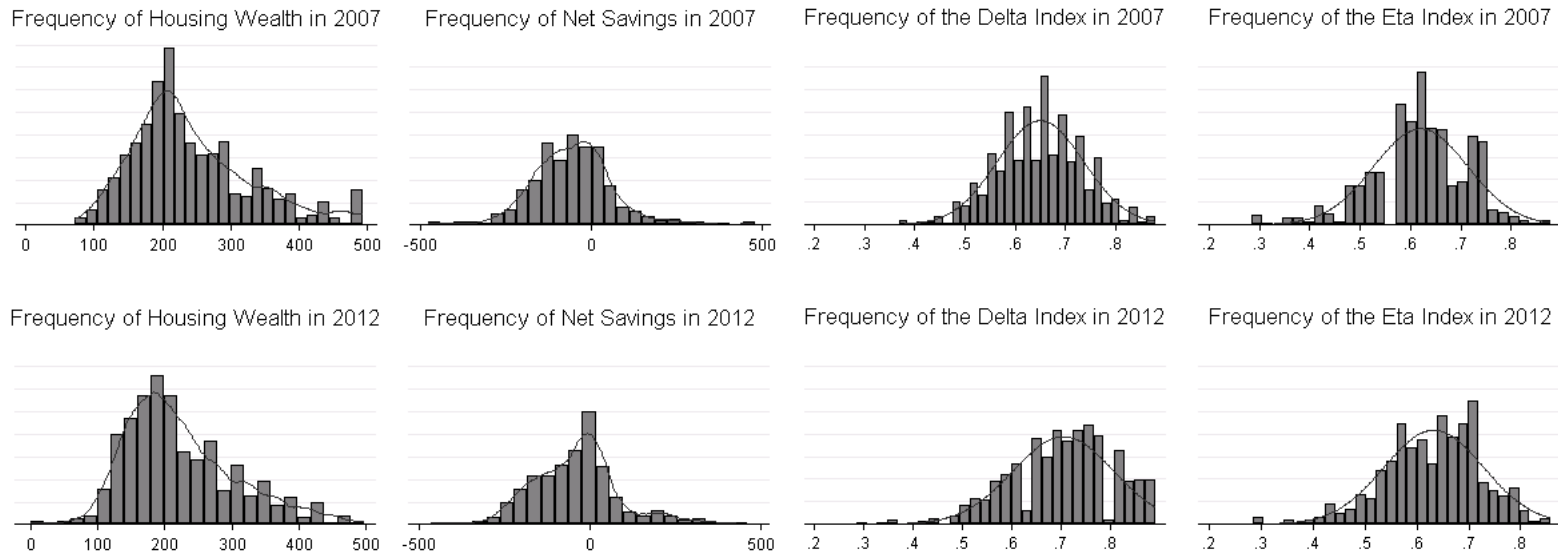 Frequency of Housing Wealth in 2007
Frequency of Net Savings in 2007
Frequency of the Delta Index in 2007
Frequency of the Eta Index in 2007
0 100 200 300 400 500
-500 0 500
.2 .3 .4 .5 .6 .7 .8
.2 .3 .4 .5 .6 .7 .8
Frequency of Housing Wealth in 2012
Frequency of Net Savings in 2012
Frequency of the Delta Index in 2012
Frequency of the Eta Index in 2012
0 100 200 300 400 500
-500 0 500
.2 .3 .4 .5 .6 .7 .8
.2 .3 .4 .5 .6 .7 .8